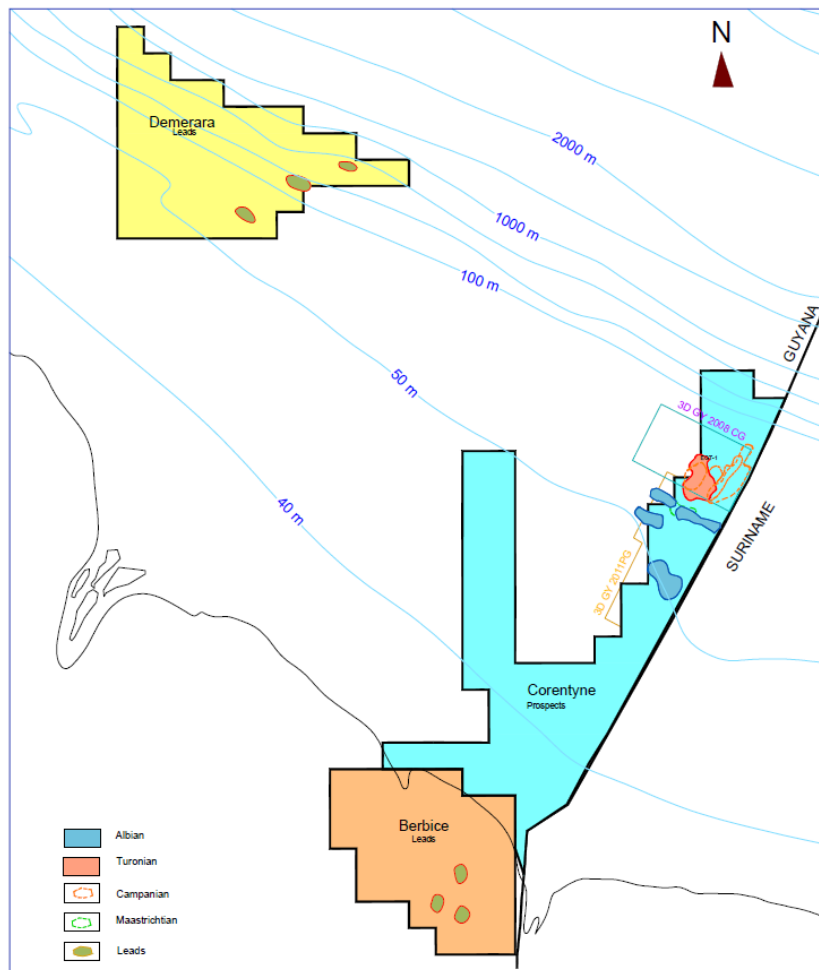 N
Demerara
Leads
2000 m
1000 m
100 m
GUYANA
50 m
3D GY 2008 CG
40 m
SURINAME
3D GY 2011PG
Corentyne
Prospects
Berbice
Leads
Albian
Turonian
Campanian
Maastrichtian
Leads